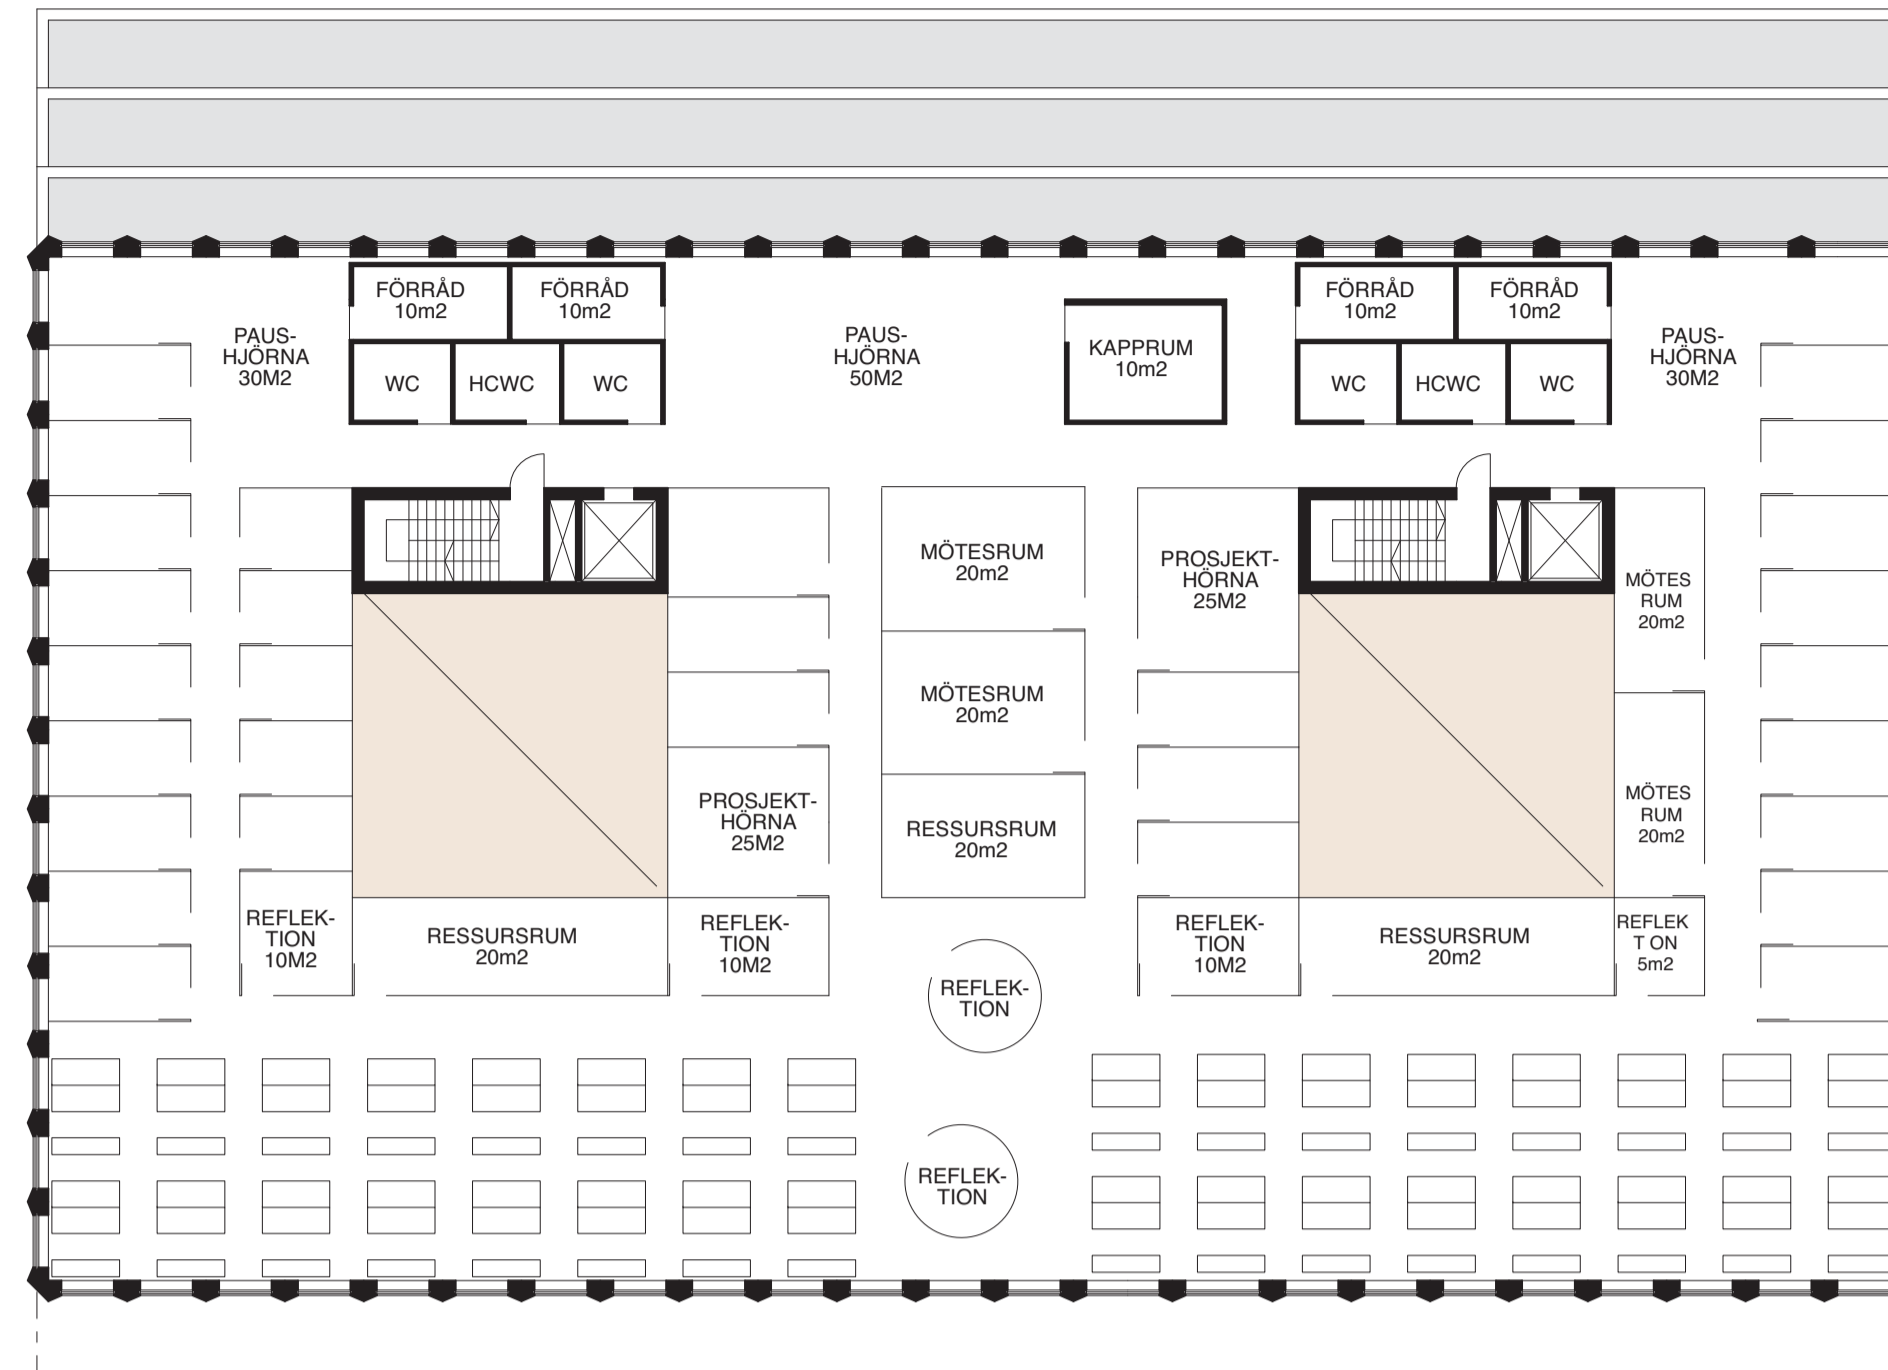 FÖRRÅD
10m2
FÖRRÅD
10m2
FÖRRÅD
10m2
FÖRRÅD
10m2
PAUS-
HJÖRNA
30M2
PAUS-
HJÖRNA
50M2
KAPPRUM
10m2
PAUS-
HJÖRNA
30M2
WC
HCWC
WC
WC
HCWC
WC
MÖTESRUM
20m2
PROSJEKT-
HÖRNA
25M2
MÖTES
RUM
20m2
MÖTESRUM
20m2
PROSJEKT-
HÖRNA
25M2
RESSURSRUM
20m2
MÖTES
RUM
20m2
REFLEK-
TION
10M2
RESSURSRUM
20m2
REFLEK-
TION
10M2
REFLEK-
TION
10M2
RESSURSRUM
20m2
REFLEK
T ON
5m2
REFLEK-
TION
REFLEK-
TION